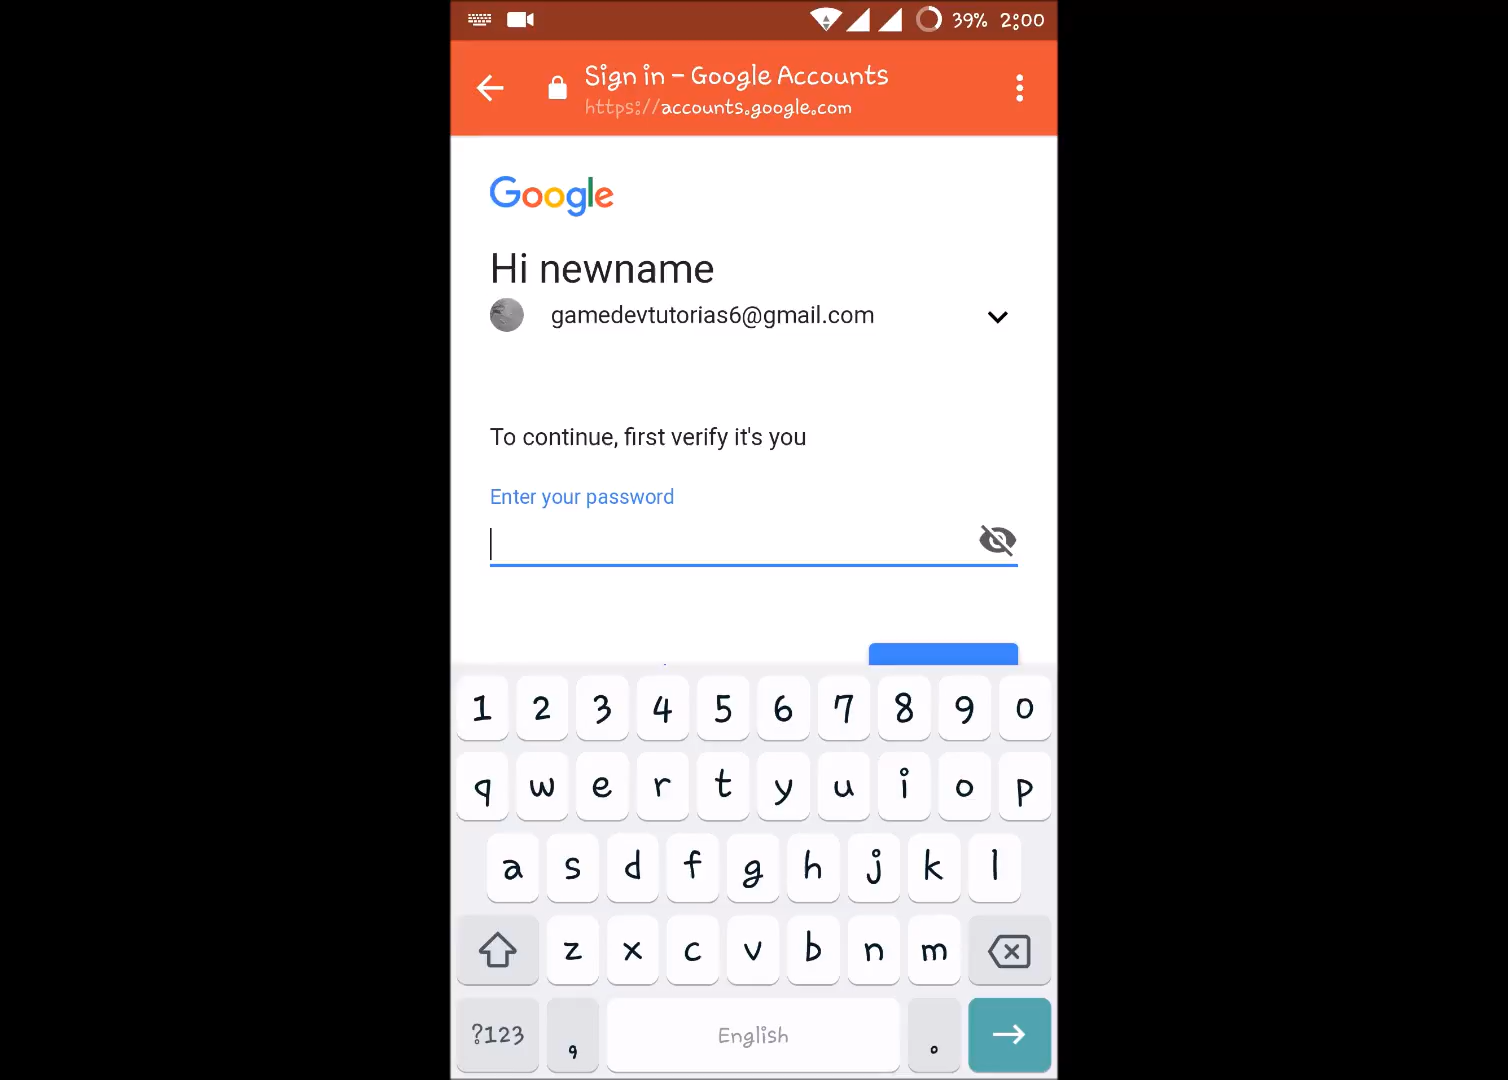 39% 2:00
Sign in - Google Accounts
https://accounts.google.com
Google
Hi newname
gamedevtutorias6@gmail.com
To continue, first verify it's you
Enter your password
1 2 3 4 5 6 7 8 9 0
q w e r t y u i o p
a s d f g h j k l
z x c v b n m
?123 , English .